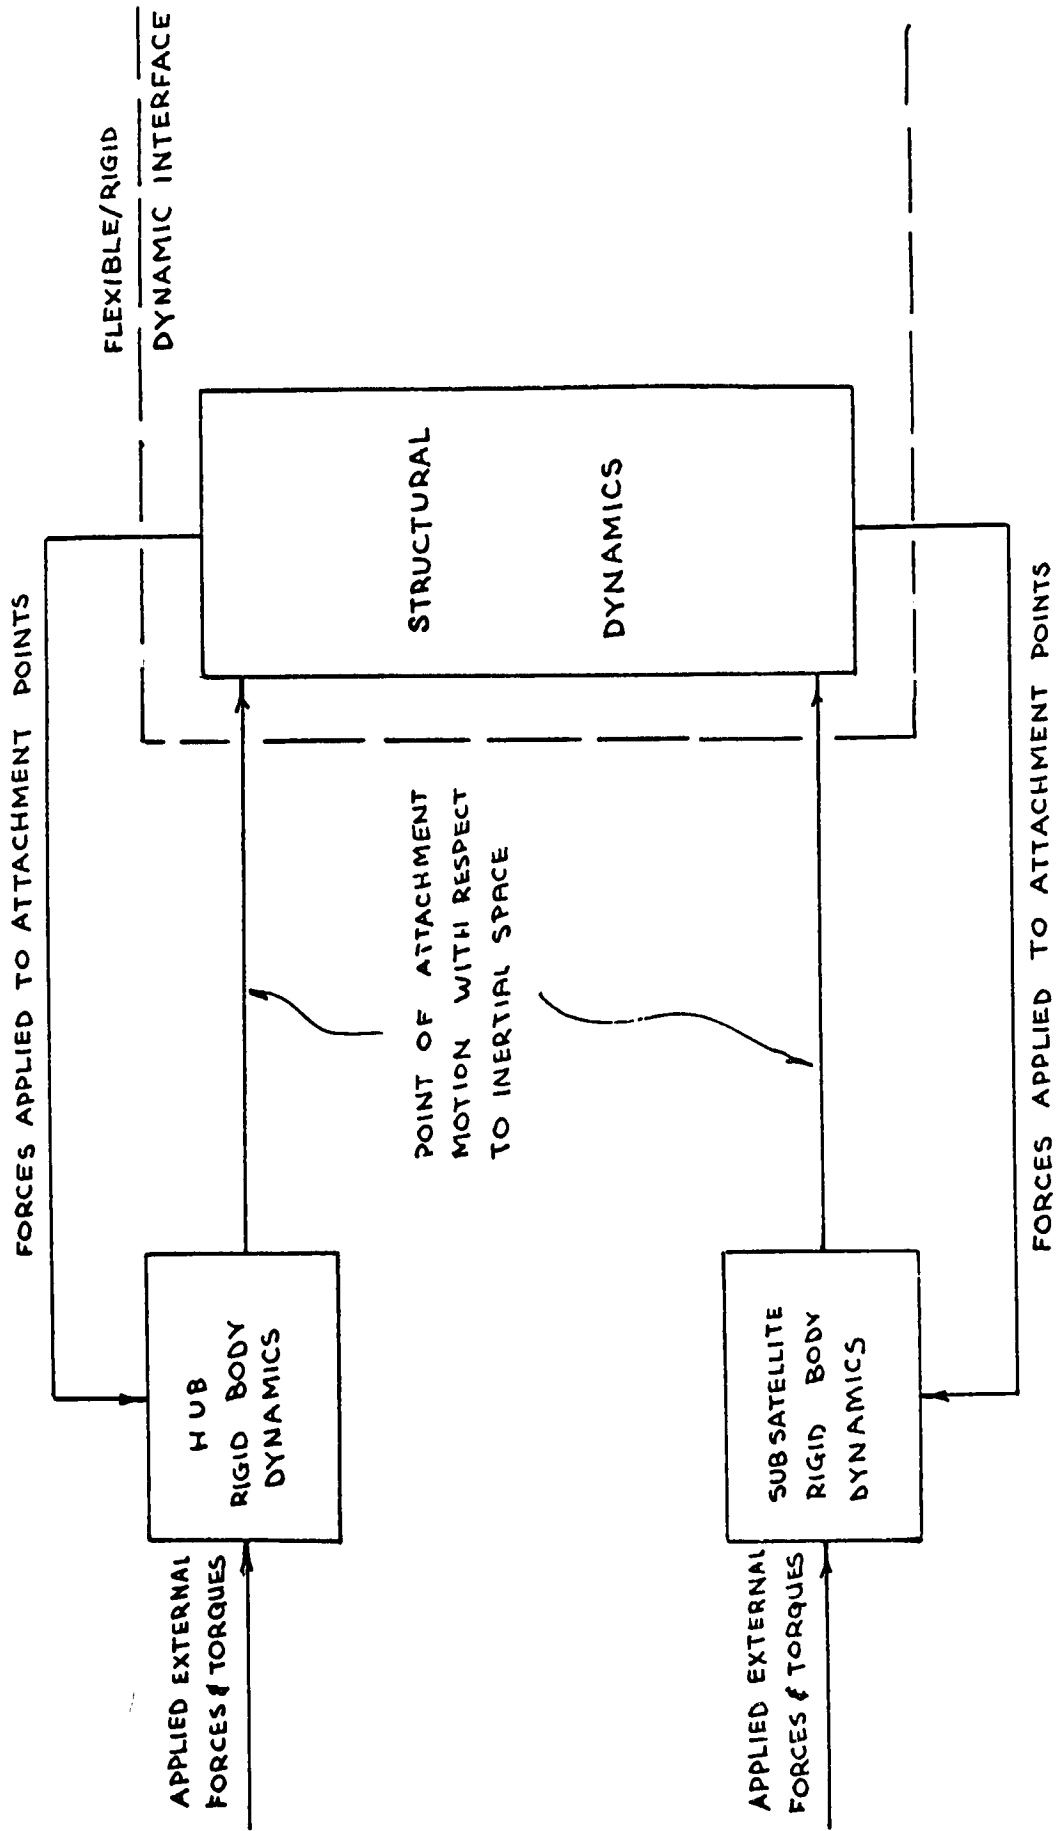 FORCES APPLIED TO ATTACHMENT POINTS
FLEXIBLE/RIGID
DYNAMIC INTERFACE
APPLIED EXTERNAL
FORCES & TORQUES
HUB
RIGID BODY
DYNAMICS
POINT OF ATTACHMENT
MOTION WITH RESPECT
TO INERTIAL SPACE
STRUCTURAL
DYNAMICS
APPLIED EXTERNAL
FORCES & TORQUES
SUBSATELLITE
RIGID BODY
DYNAMICS
FORCES APPLIED TO ATTACHMENT POINTS